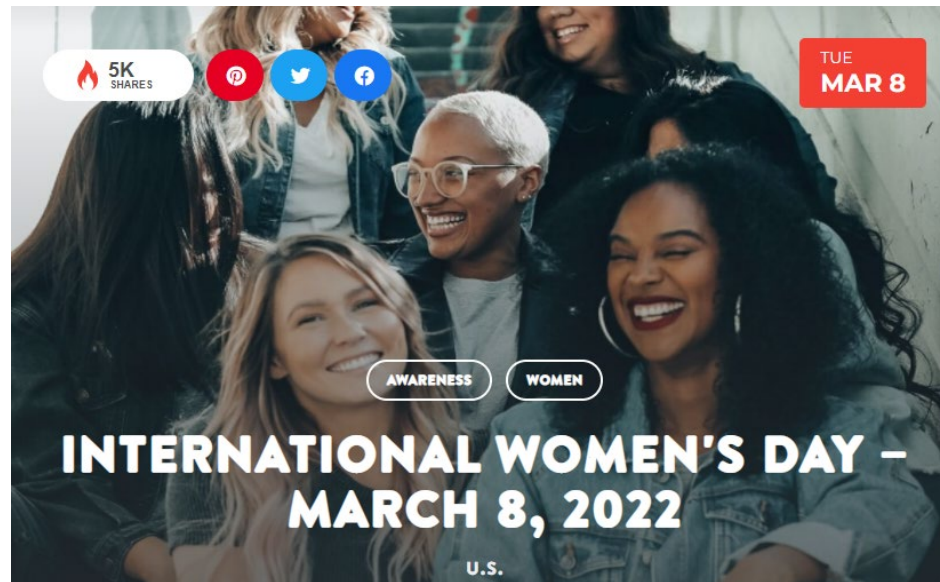 5K
SHARES
TUE
MAR 8
AWARENESS
WOMEN
INTERNATIONAL WOMEN'S DAY –
MARCH 8, 2022
U.S.